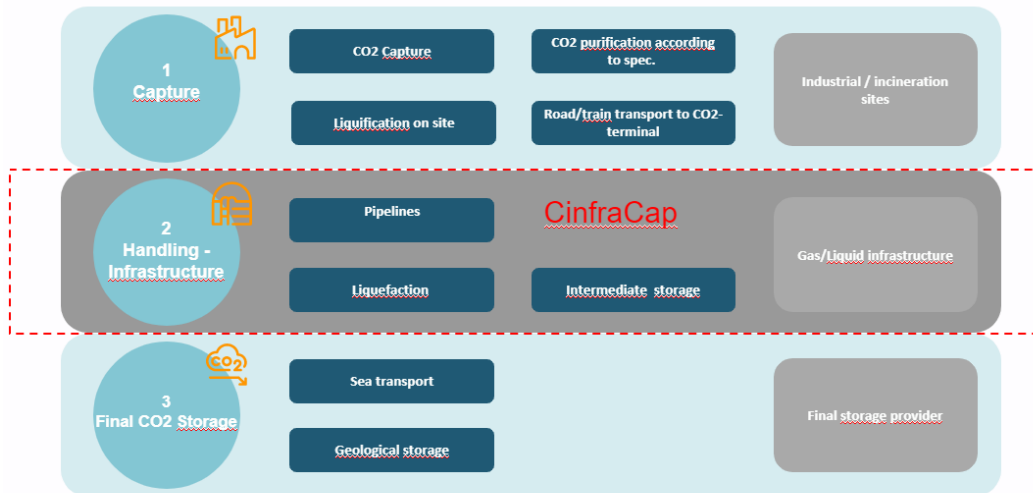 1
Capture
CO2 Capture
CO2 purification according
to spec.
Liquification on site
Road/train transport to CO2-
terminal
Industrial / incineration
sites
2
Handling -
Infrastructure
Pipelines
CinfraCap
Liquefaction
Intermediate storage
Gas/Liquid infrastructure
CO2
3
Final CO2 Storage
Sea transport
Geological storage
Final storage provider